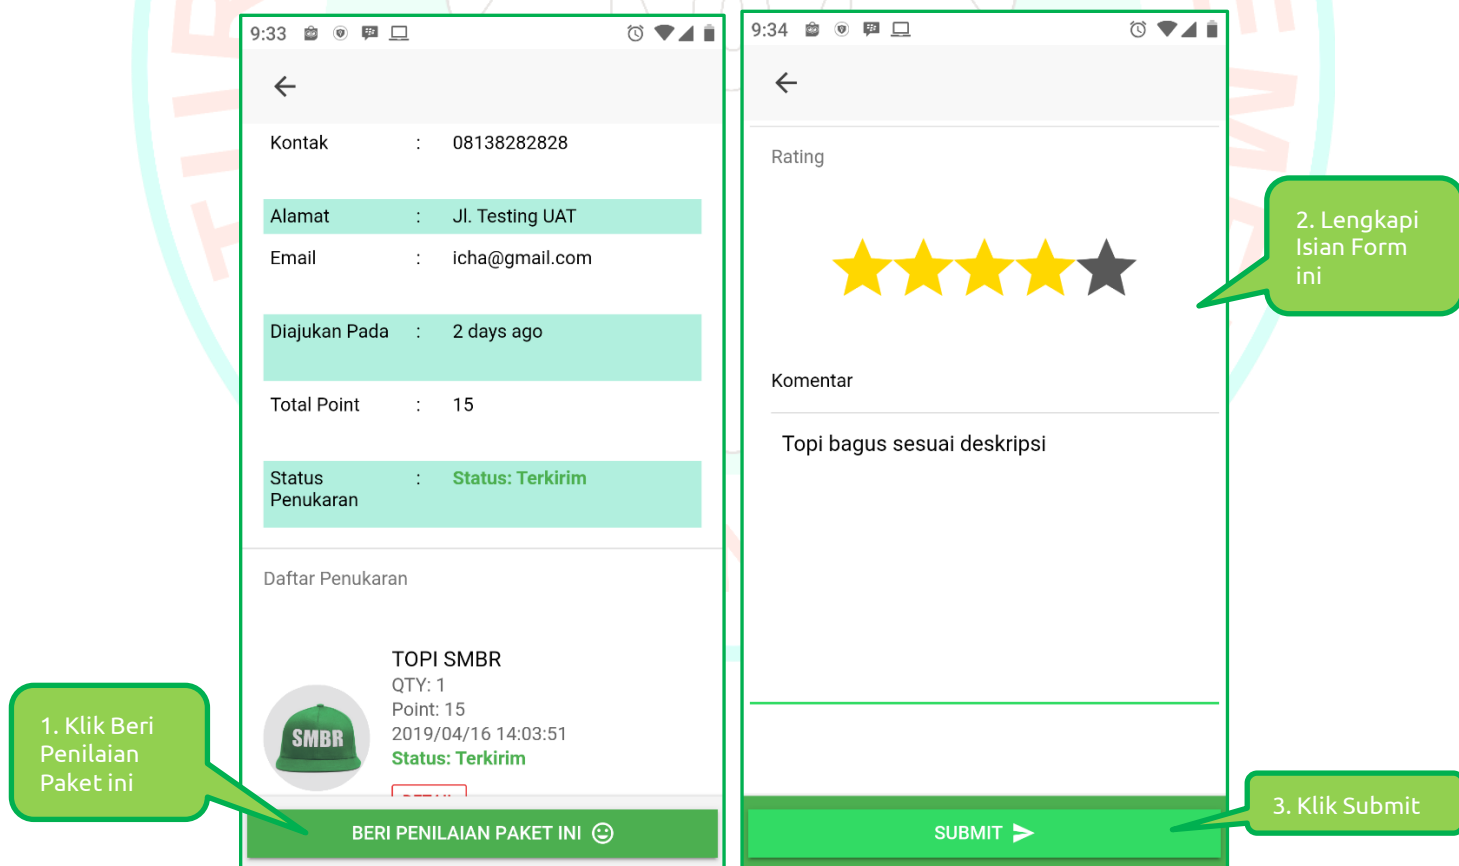 9:33
Kontak : 08138282828
Alamat : Jl. Testing UAT
Email : icha@gmail.com
Diajukan Pada : 2 days ago
Total Point : 15
Status : Status: Terkirim
Penukaran
Daftar Penukaran
TOPI SMBR
QTY: 1
Point: 15
2019/04/16 14:03:51
Status: Terkirim
SMBR
BERI PENILAIAN PAKET INI
1. Klik Beri
Penilaian
Paket ini
9:34
Rating
Komentar
Topi bagus sesuai deskripsi
SUBMIT
2. Lengkapi
Isian Form
ini
3. Klik Submit